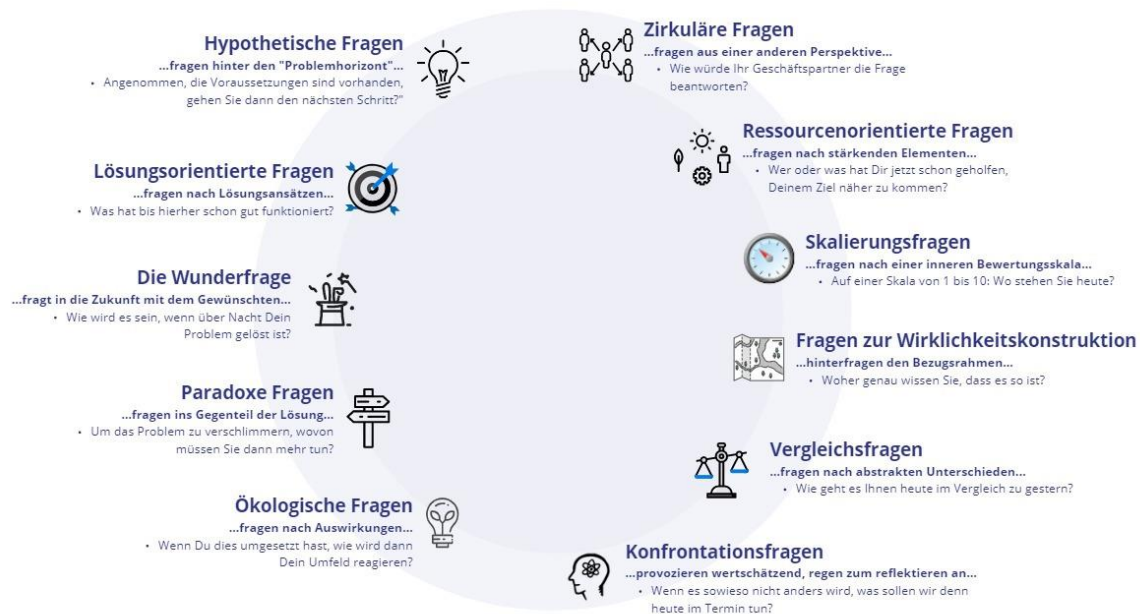 Hypothetische Fragen
...fragen hinter den "Problemhorizont"...
• Angenommen, die Voraussetzungen sind vorhanden,
gehen Sie dann den nächsten Schritt?"
Lösungsorientierte Fragen
...fragen nach Lösungsansätzen...
• Was hat bis hierher schon gut funktioniert?
Die Wunderfrage
...fragt in die Zukunft mit dem Gewünschten...
• Wie wird es sein, wenn über Nacht Dein
Problem gelöst ist?
Paradoxe Fragen
...fragen ins Gegenteil der Lösung...
• Um das Problem zu verschlimmern, wovon
müssen Sie dann mehr tun?
Ökologische Fragen
...fragen nach Auswirkungen...
• Wenn Du dies umgesetzt hast, wie wird dann
Dein Umfeld reagieren?
Zirkuläre Fragen
...fragen aus einer anderen Perspektive...
• Wie würde Ihr Geschäftspartner die Frage
beantworten?
Ressourcenorientierte Fragen
...fragen nach stärkenden Elementen...
• Wer oder was hat Dir jetzt schon geholfen,
Deinem Ziel näher zu kommen?
Skalierungsfragen
...fragen nach einer inneren Bewertungsskala...
• Auf einer Skala von 1 bis 10: Wo stehen Sie heute?
Fragen zur Wirklichkeitskonstruktion
...hinterfragen den Bezugsrahmen...
• Woher genau wissen Sie, dass es so ist?
Vergleichsfragen
...fragen nach abstrakten Unterschieden...
• Wie geht es Ihnen heute im Vergleich zu gestern?
Konfrontationsfragen
...provozieren wertschätzend, regen zum reflektieren an...
• Wenn es sowieso nicht anders wird, was sollen wir denn
heute im Termin tun?